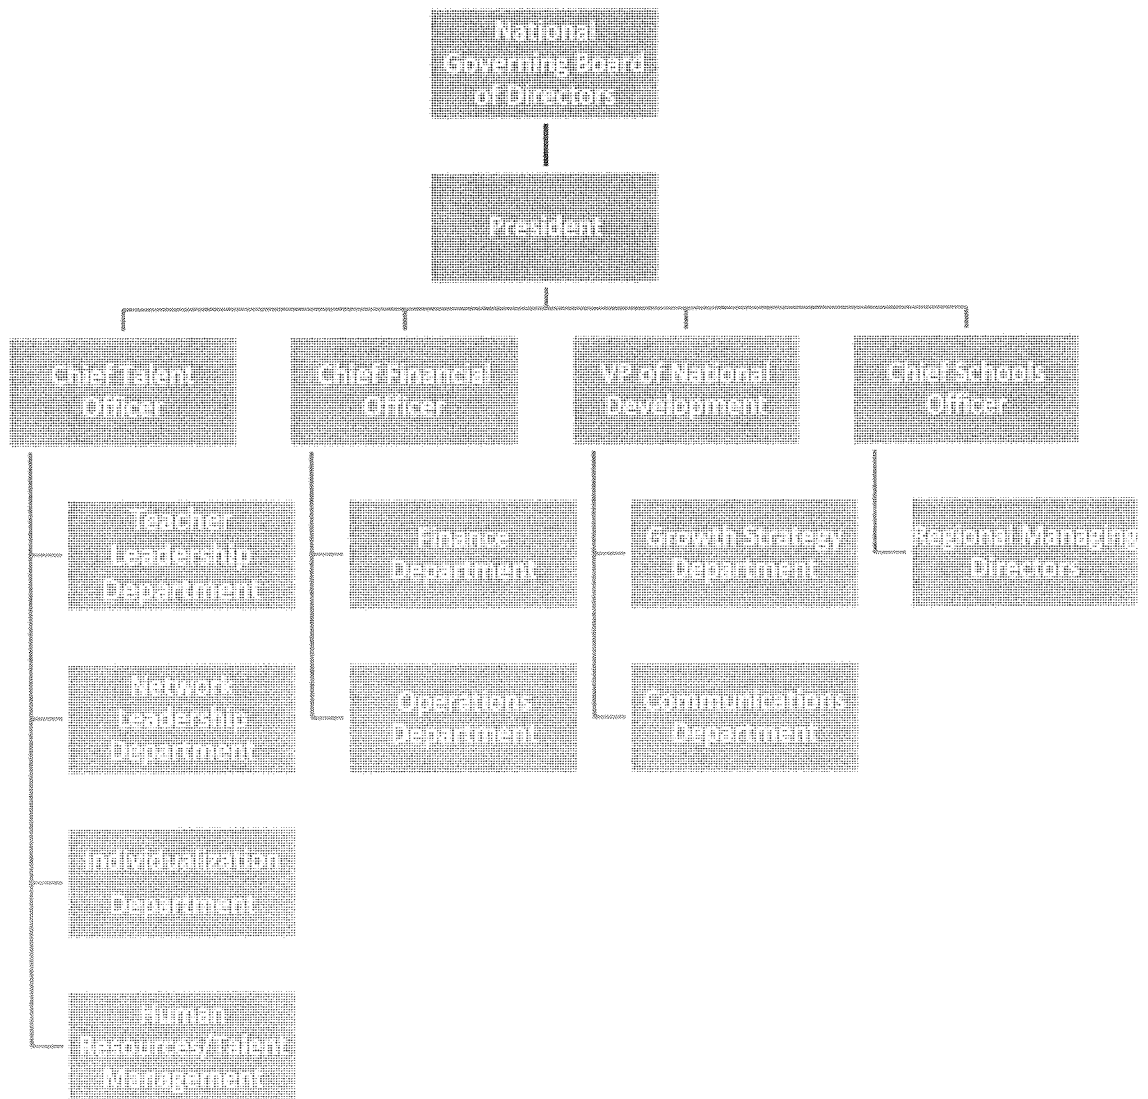 National
Governing Board
of Directors
President
Chief Talent
Officer
Chief Financial
Officer
VP of National
Development
Chief Schools
Officer
Teacher
Leadership
Department
Finance
Department
Growth Strategy
Department
Regional Managing
Directors
Network
Leadership
Department
Operations
Department
Communications
Department
Individualization
Department
Human
Resources/Talent
Management